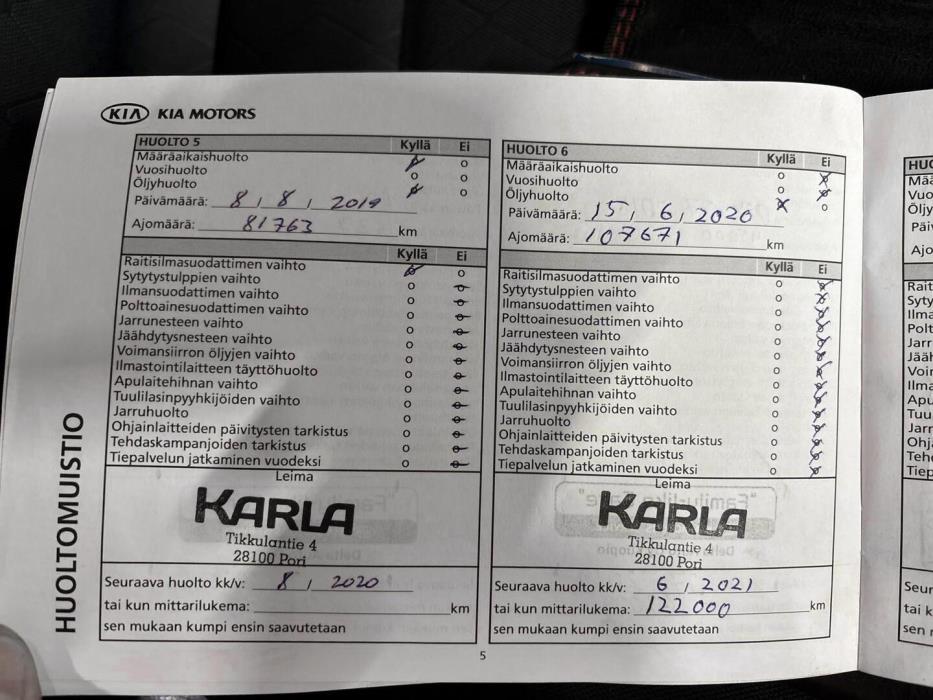 KIA KIA MOTORS
HUOLTO 5 Kyllä Ei
Määräaikaishuolto
Vuosihuolto o o
Öljyhuolto o
Päivämäärä: 8, 8, 2019
Ajomäärä: 81763 km
Kyllä Ei
Raitisilmasuodattimen vaihto o
Sytytystulppien vaihto o
Ilmansuodattimen vaihto o
Polttoainesuodattimen vaihto o
Jarrunesteen vaihto o
Jäähdytysnesteen vaihto o
Voimansiirron öljyjen vaihto o
Ilmastointilaitteen täyttöhuolto o
Apulaitehihnan vaihto o
Tuulilasinpyyhkijöiden vaihto o
Jarruhuolto o
Ohjainlaitteiden päivitysten tarkistus o
Tehdaskampanjoiden tarkistus o
Tiepalvelun jatkaminen vuodeksi o
Leima
KARLA
Tikkulantie 4
28100 Pori
Seuraava huolto kk/v: 8, 2020
tai kun mittarilukema: km
sen mukaan kumpi ensin saavutetaan
HUOLTO 6 Kyllä Ei
Määräaikaishuolto o
Vuosihuolto o
Öljyhuolto x o
Päivämäärä: 15, 6, 2020
Ajomäärä: 107671 km
Kyllä Ei
Raitisilmasuodattimen vaihto o
Sytytystulppien vaihto o
Ilmansuodattimen vaihto o
Polttoainesuodattimen vaihto o
Jarrunesteen vaihto o
Jäähdytysnesteen vaihto o
Voimansiirron öljyjen vaihto o
Ilmastointilaitteen täyttöhuolto o
Apulaitehihnan vaihto o
Tuulilasinpyyhkijöiden vaihto o
Jarruhuolto o
Ohjainlaitteiden päivitysten tarkistus o
Tehdaskampanjoiden tarkistus o
Tiepalvelun jatkaminen vuodeksi o
Leima
KARLA
Tikkulantie 4
28100 Pori
Seuraava huolto kk/v: 6, 2021
tai kun mittarilukema: 122000 km
sen mukaan kumpi ensin saavutetaan
HUOLTOMUISTIO
5